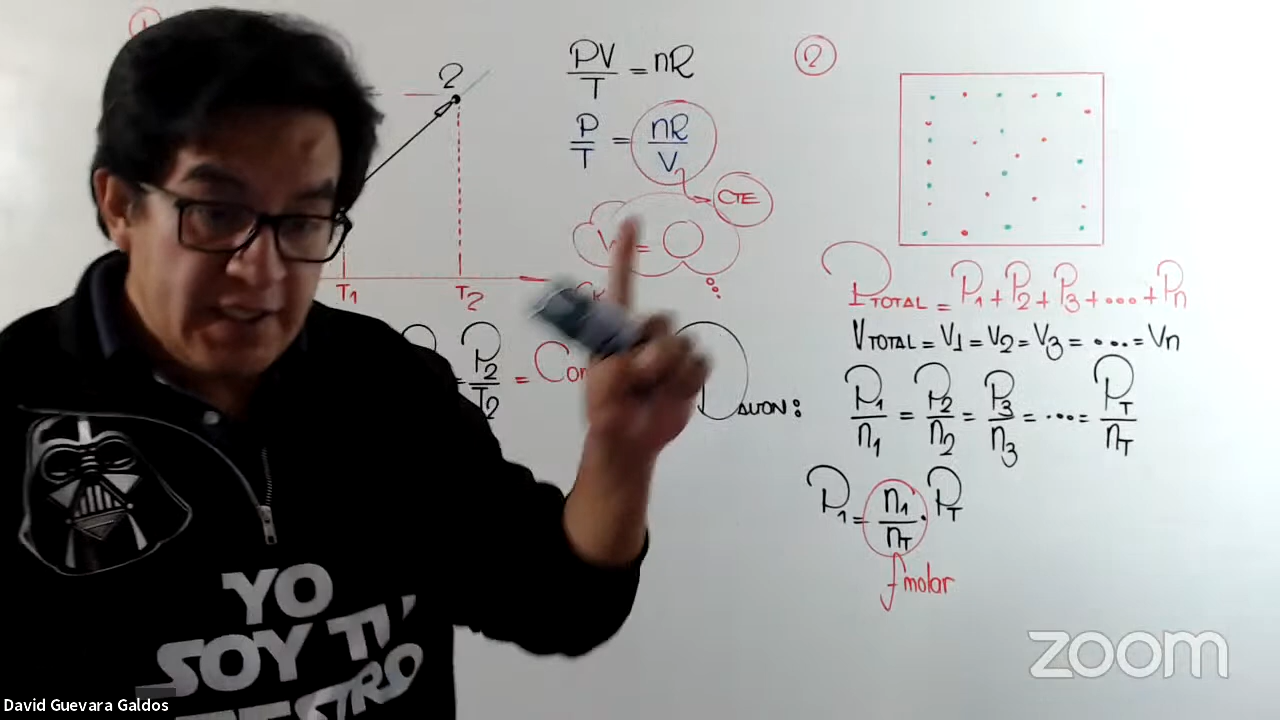 1
2
T1
T2
P2
= — = Con
T2
PV
— = nR
T
P nR
— = —
T V
CTE
V =
2
PTOTAL = P1 + P2 + P3 + .... + Pn
VTOTAL = V1 = V2 = V3 = .... = Vn
DALTON:
P1/n1 = P2/n2 = P3/n3 = .... = PT/nT
P1 = n1/nT . PT
fmolar
YO
SOY TU
David Guevara Galdos
zoom